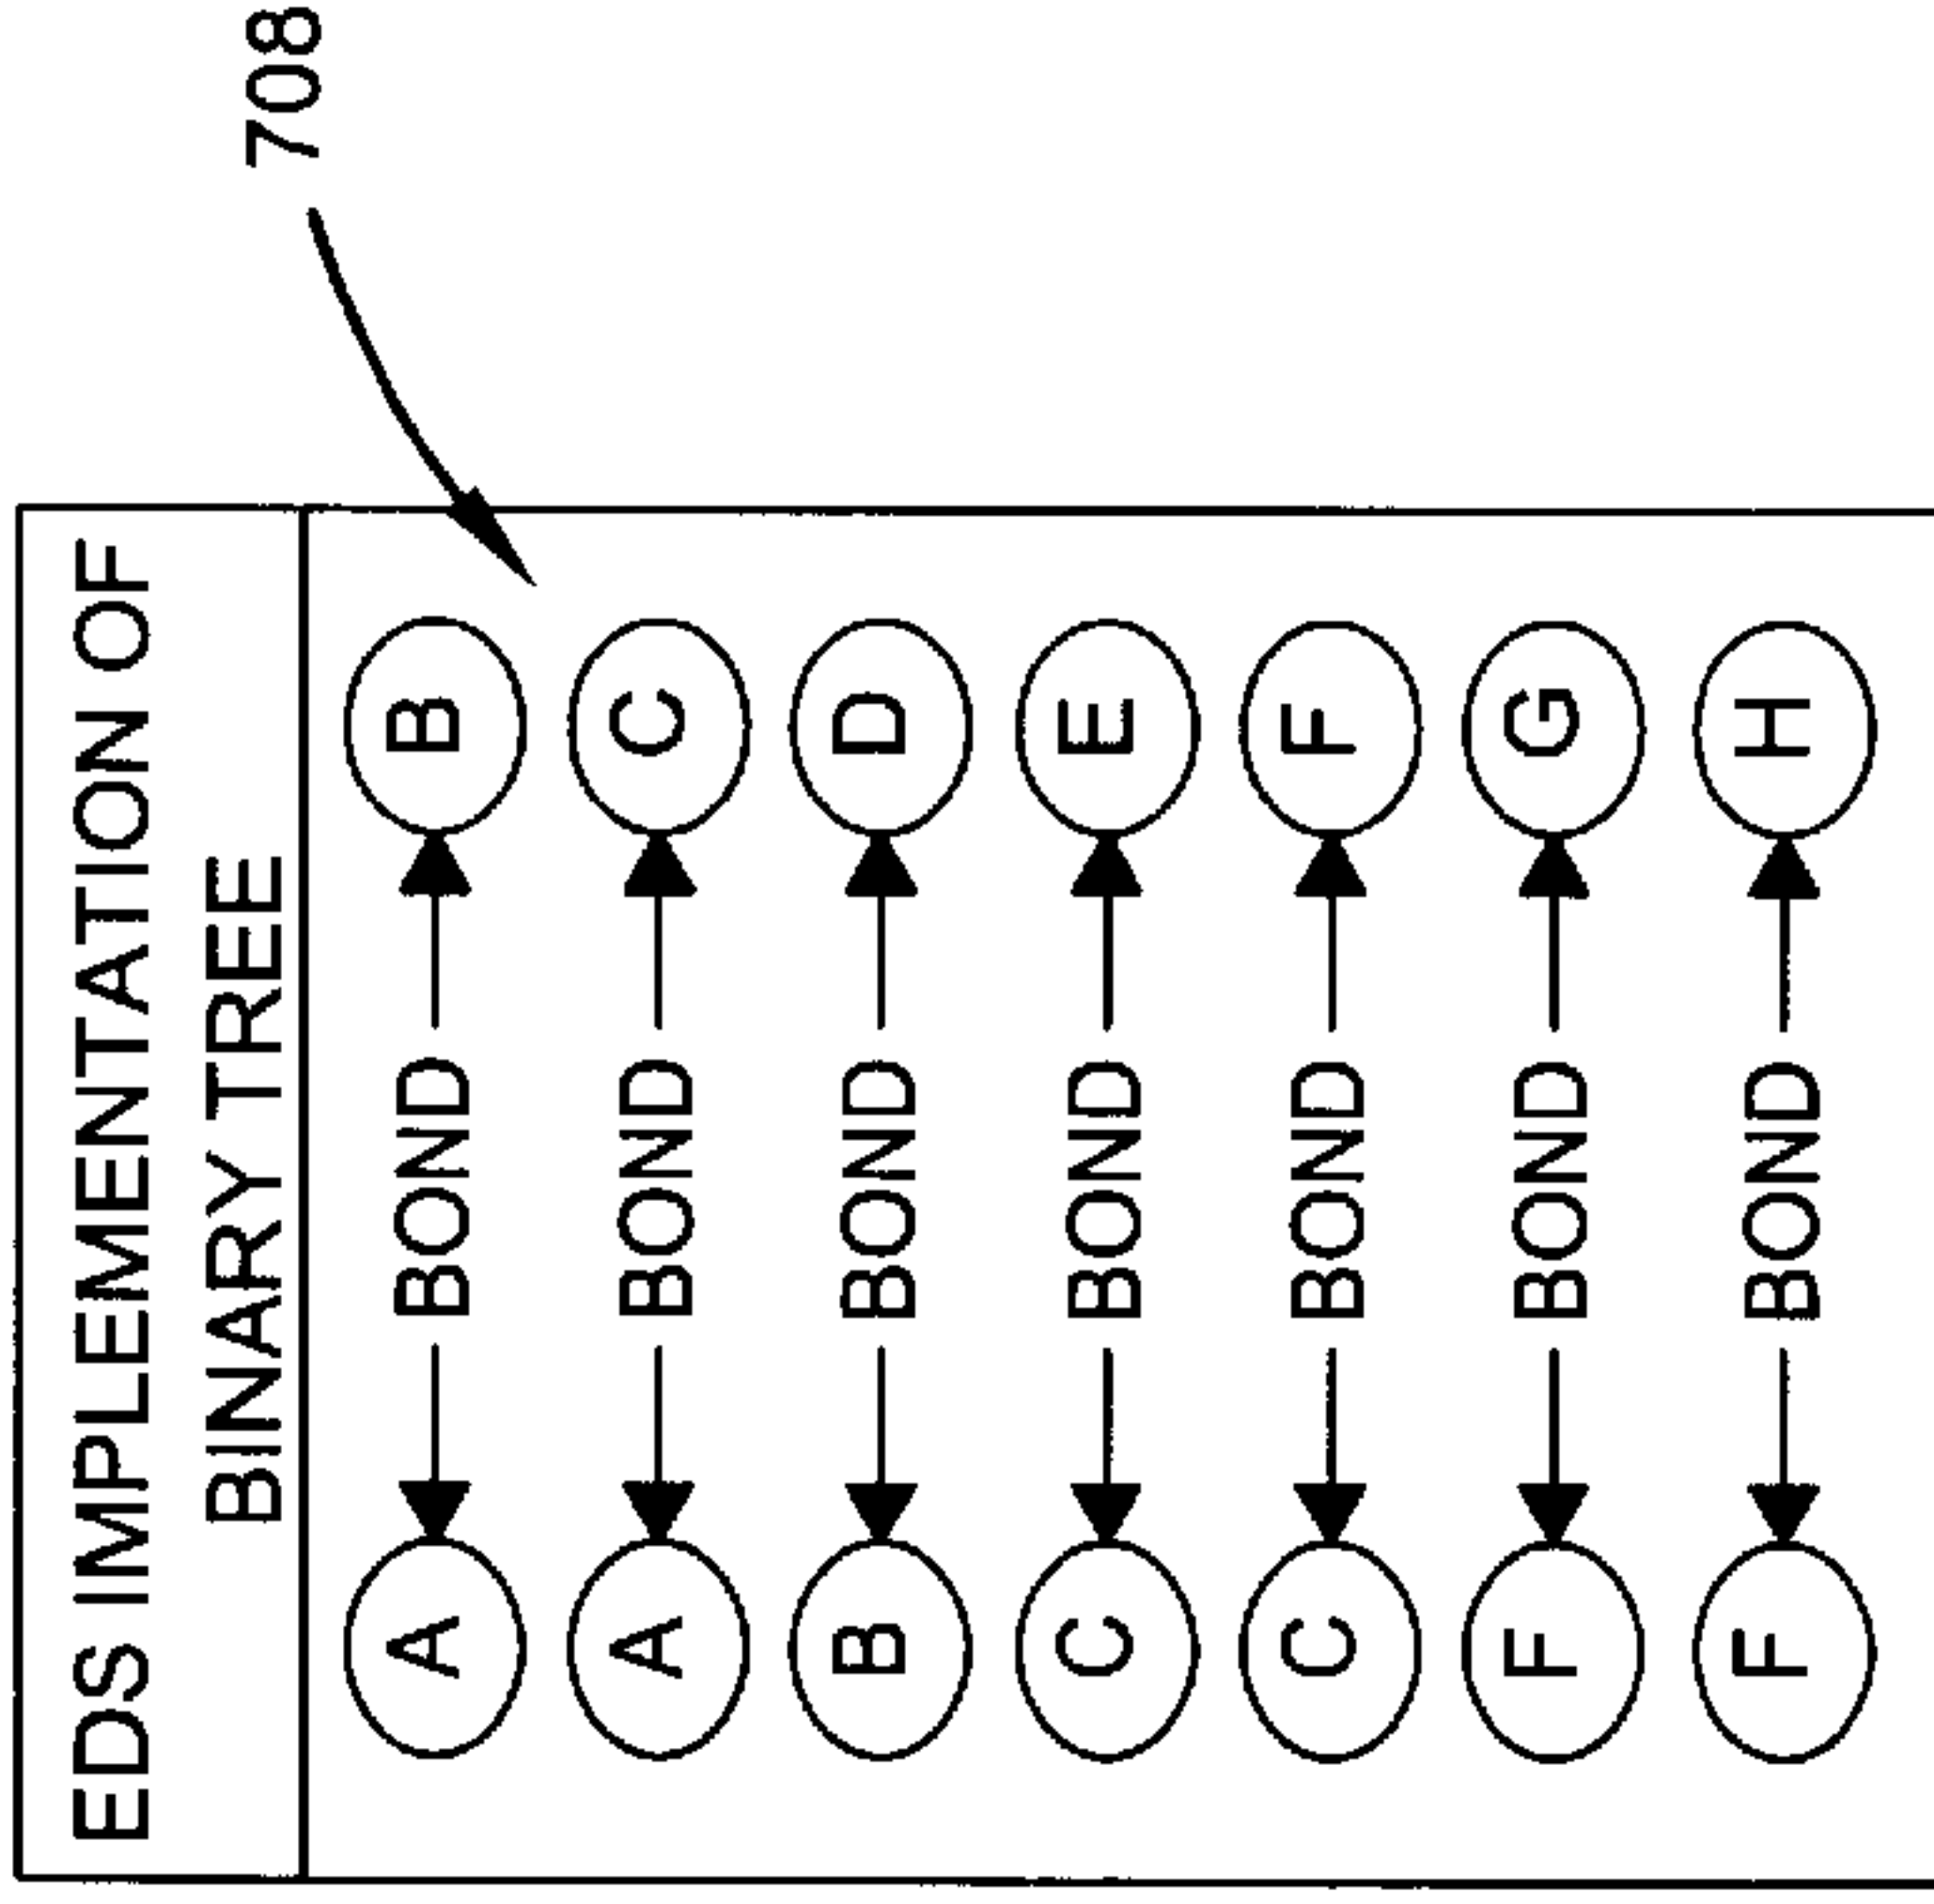 708
EDS IMPLEMENTATION OF
BINARY TREE
A BOND B
A BOND C
B BOND D
C BOND E
C BOND F
F BOND G
F BOND H